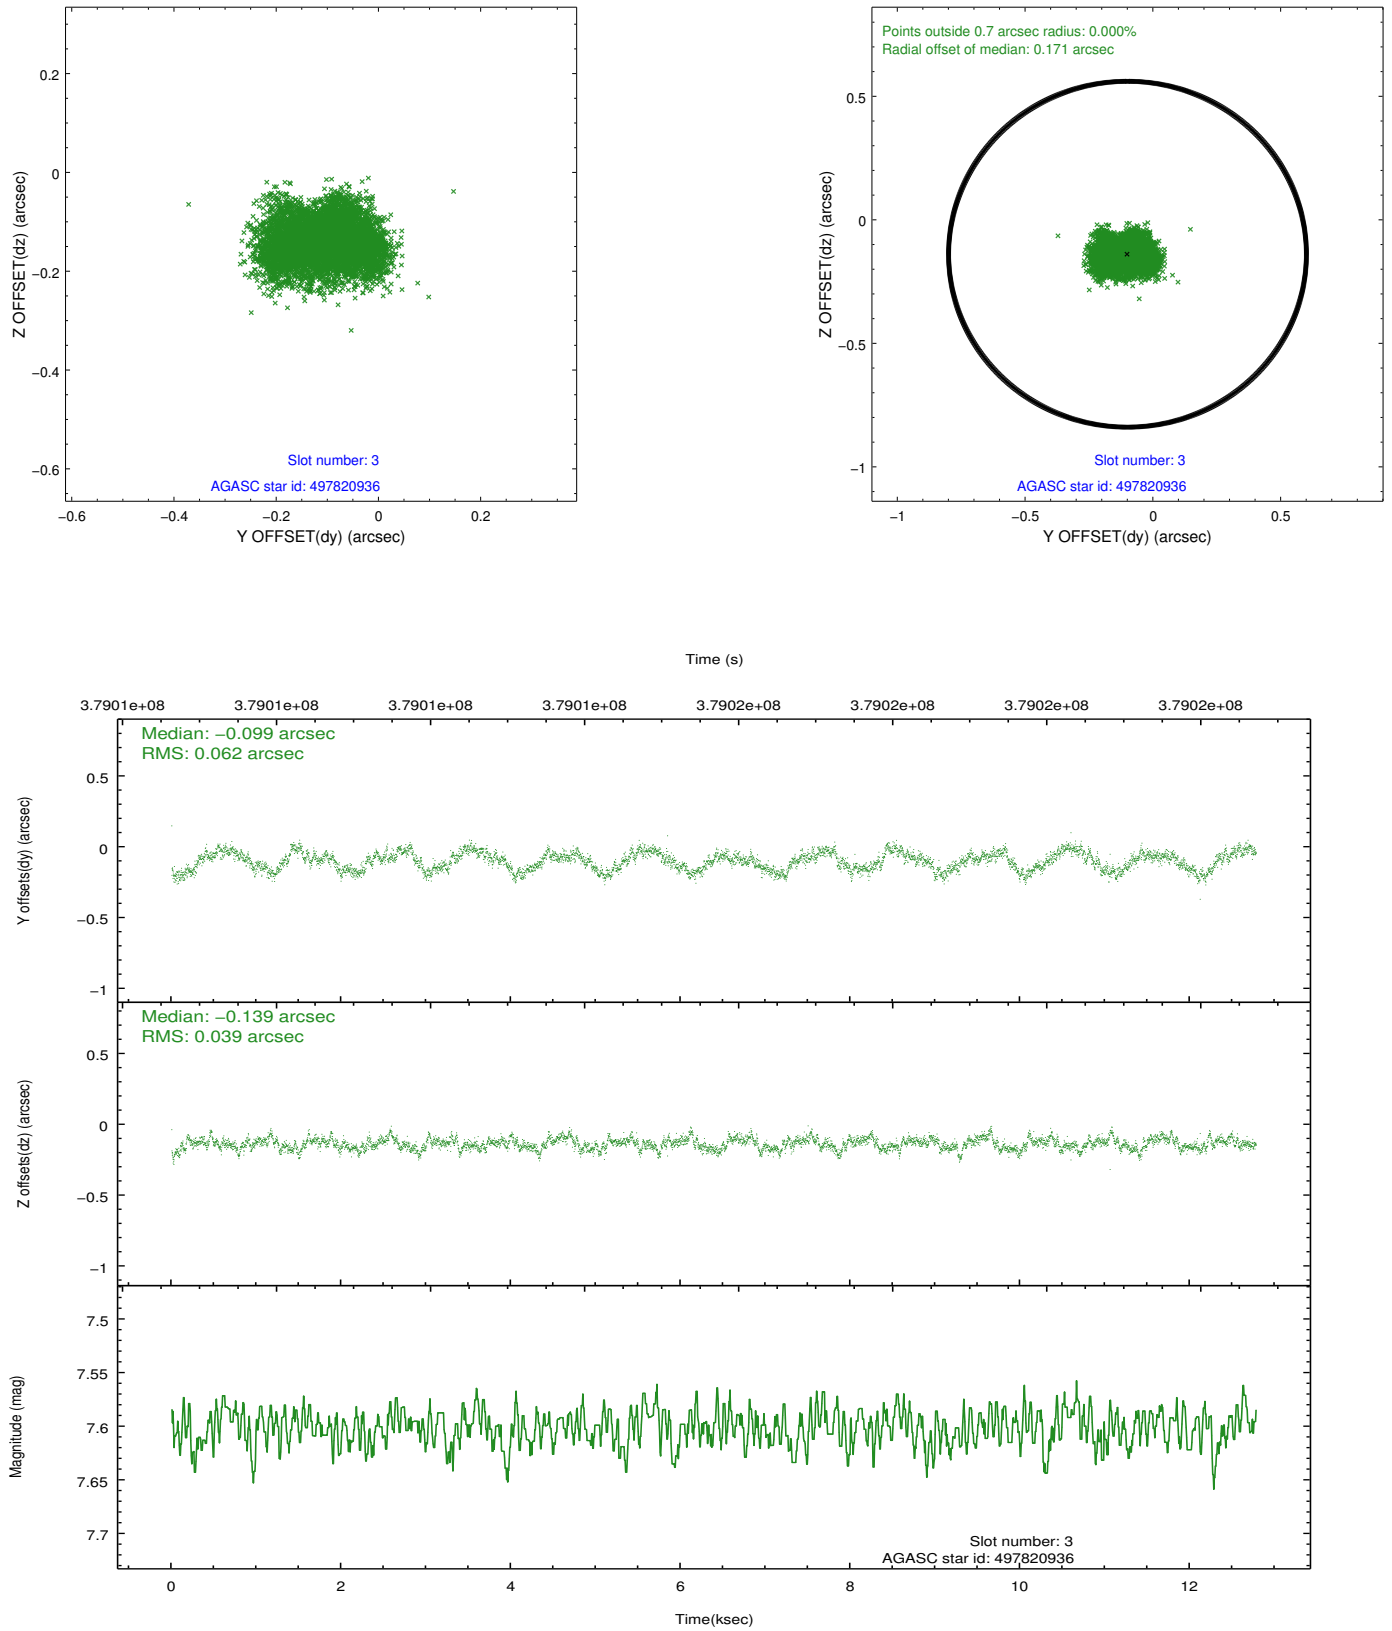 0.2
0
−0.2
−0.4
−0.6
Z OFFSET(dz) (arcsec)
Slot number: 3
AGASC star id: 497820936
−0.6 −0.4 −0.2 0 0.2
Y OFFSET(dy) (arcsec)
Points outside 0.7 arcsec radius: 0.000%
Radial offset of median: 0.171 arcsec
0.5
0
−0.5
−1
Z OFFSET(dz) (arcsec)
Slot number: 3
AGASC star id: 497820936
−1 −0.5 0 0.5
Y OFFSET(dy) (arcsec)
Time (s)
3.7901e+08 3.7901e+08 3.7901e+08 3.7901e+08 3.7902e+08 3.7902e+08 3.7902e+08 3.7902e+08
Median: −0.099 arcsec
RMS: 0.062 arcsec
0.5
0
−0.5
−1
Y offsets(dy) (arcsec)
Median: −0.139 arcsec
RMS: 0.039 arcsec
0.5
0
−0.5
−1
Z offsets(dz) (arcsec)
7.5
7.55
7.6
7.65
7.7
Magnitude (mag)
Slot number: 3
AGASC star id: 497820936
0 2 4 6 8 10 12
Time(ksec)